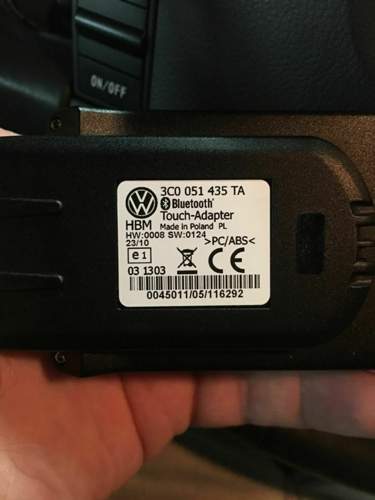 ON/OFF
3C0 051 435 TA
Bluetooth®
Touch-Adapter
HBM Made in Poland PL
HW:0008 SW:0124
23/10 >PC/ABS<
e1
03 1303 CE
0045011/05/116292